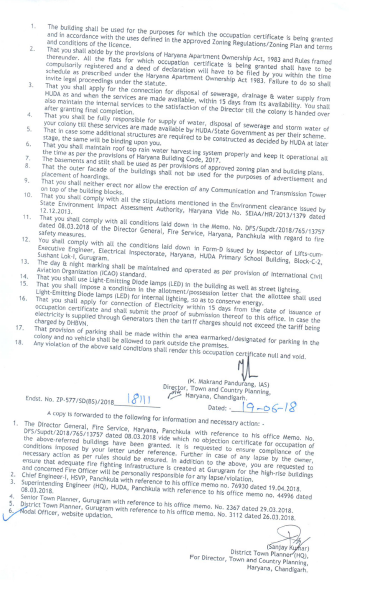 1. The building shall be used for the purposes for which the occupation certificate is being granted
and in accordance with the uses defined in the approved Zoning Regulations/Zoning Plan and terms
and conditions of the licence.
2. That you shall abide by the provisions of Haryana Apartment Ownership Act, 1983 and Rules framed
thereunder. All the flats for which occupation certificate is being granted shall have to be
compulsorily registered and a deed of declaration will have to be filed by you within the time
schedule as prescribed under the Haryana Apartment Ownership Act 1983. Failure to do so shall
invite legal proceedings under the statute.
3. That you shall apply for the connection for disposal of sewerage, drainage & water supply from
HUDA as and when the services are made available, within 15 days from its availability. You shall
also maintain the internal services to the satisfaction of the Director till the colony is handed over
after granting final completion.
4. That you shall be fully responsible for supply of water, disposal of sewerage and storm water of
your colony till these services are made available by HUDA/State Government as per their scheme.
5. That in case some additional structures are required to be constructed as decided by HUDA at later
stage, the same will be binding upon you.
6. That you shall maintain roof top rain water harvesting system properly and keep it operational all
the time as per the provisions of Haryana Building Code, 2017.
7. The basements and stilt shall be used as per provisions of approved zoning plan and building plans.
8. That the outer facade of the buildings shall not be used for the purposes of advertisement and
placement of hoardings.
9. That you shall neither erect nor allow the erection of any Communication and Transmission Tower
on top of the building blocks.
10. That you shall comply with all the stipulations mentioned in the Environment clearance issued by
State Environment Impact Assessment Authority, Haryana Vide No. SEIAA/HR/2013/1379 dated
12.12.2013.
11. That you shall comply with all conditions laid down in the Memo. No. DFS/Supdt/2018/765/13757
dated 08.03.2018 of the Director General, Fire Service, Haryana, Panchkula with regard to fire
safety measures.
12. You shall comply with all the conditions laid down in Form-D issued by Inspector of Lifts-cum-
Executive Engineer, Electrical Inspectorate, Haryana, HUDA Primary School Building, Block-C-2,
Sushant Lok-I, Gurugram.
13. The day & night marking shall be maintained and operated as per provision of International Civil
Aviation Organization (ICAO) standard.
14. That you shall use Light-Emitting Diode lamps (LED) in the building as well as street lighting.
15. That you shall impose a condition in the allotment/possession letter that the allottee shall used
Light-Emitting Diode lamps (LED) for internal lighting, so as to conserve energy.
16. That you shall apply for connection of Electricity within 15 days from the date of issuance of
occupation certificate and shall submit the proof of submission thereof to this office. In case the
electricity is supplied through Generators then the tariff charges should not exceed the tariff being
charged by DHBVN.
17. That provision of parking shall be made within the area earmarked/designated for parking in the
colony and no vehicle shall be allowed to park outside the premises.
18. Any violation of the above said conditions shall render this occupation certificate null and void.
(K. Makrand Pandurang, IAS)
Director, Town & Country Planning,
Haryana, Chandigarh.
Endst. No. ZP-577/SD(BS)/2018 18111 Dated: - 19-06-18
A copy is forwarded to the following for information and necessary action: -
1. The Director General, Fire Service, Haryana, Panchkula with reference to his office Memo. No.
DFS/Supdt/2018/765/13757 dated 08.03.2018 vide which no objection certificate for occupation of
the above-referred buildings have been granted. It is requested to ensure compliance of the
conditions imposed by your letter under reference. Further in case of any lapse by the owner,
necessary action as per rules should be ensured. In addition to the above, you are requested to
ensure that adequate fire fighting infrastructure is created at Gurugram for the high-rise buildings
and concerned Fire Officer will be personally responsible for any lapse/violation.
2. Chief Engineer-I, HSVP, Panchkula with reference to his office memo no. 76930 dated 19.04.2018.
3. Superintending Engineer (HQ), HUDA, Panchkula with reference to his office memo no. 44996 dated
08.03.2018.
4. Senior Town Planner, Gurugram with reference to his office memo. No. 2367 dated 29.03.2018.
5. District Town Planner, Gurugram with reference to his office memo. No. 3112 dated 26.03.2018.
6. Nodal Officer, website updation.
(Sanjay Kumar)
District Town Planner (HQ),
For Director, Town and Country Planning,
Haryana, Chandigarh.